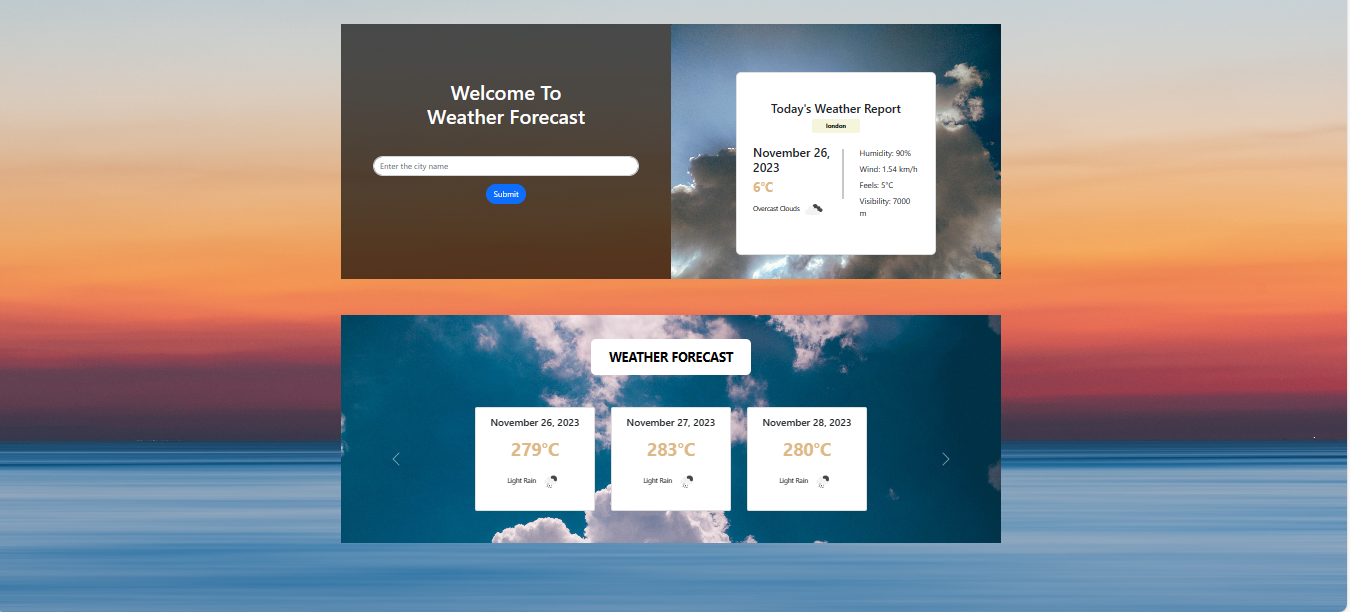 Welcome To
Weather Forecast
Enter the city name
Submit
Today's Weather Report
london
November 26,
2023
6°C
Overcast Clouds
Humidity: 90%
Wind: 1.54 km/h
Feels: 5°C
Visibility: 7000
m
WEATHER FORECAST
November 26, 2023
279°C
Light Rain
November 27, 2023
283°C
Light Rain
November 28, 2023
280°C
Light Rain